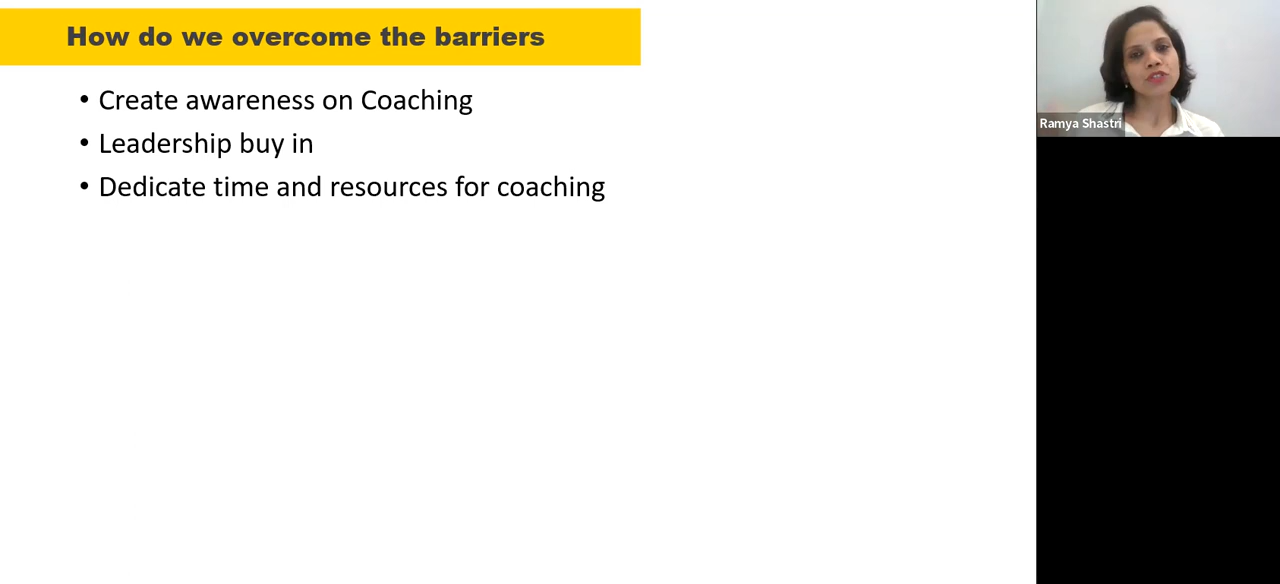 How do we overcome the barriers
• Create awareness on Coaching
• Leadership buy in
• Dedicate time and resources for coaching
Ramya Shastri